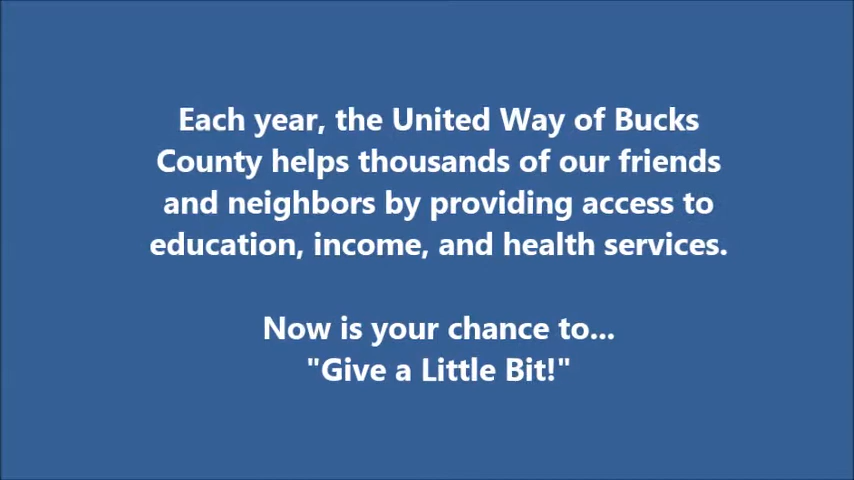 Each year, the United Way of Bucks
County helps thousands of our friends
and neighbors by providing access to
education, income, and health services.
Now is your chance to...
"Give a Little Bit!"